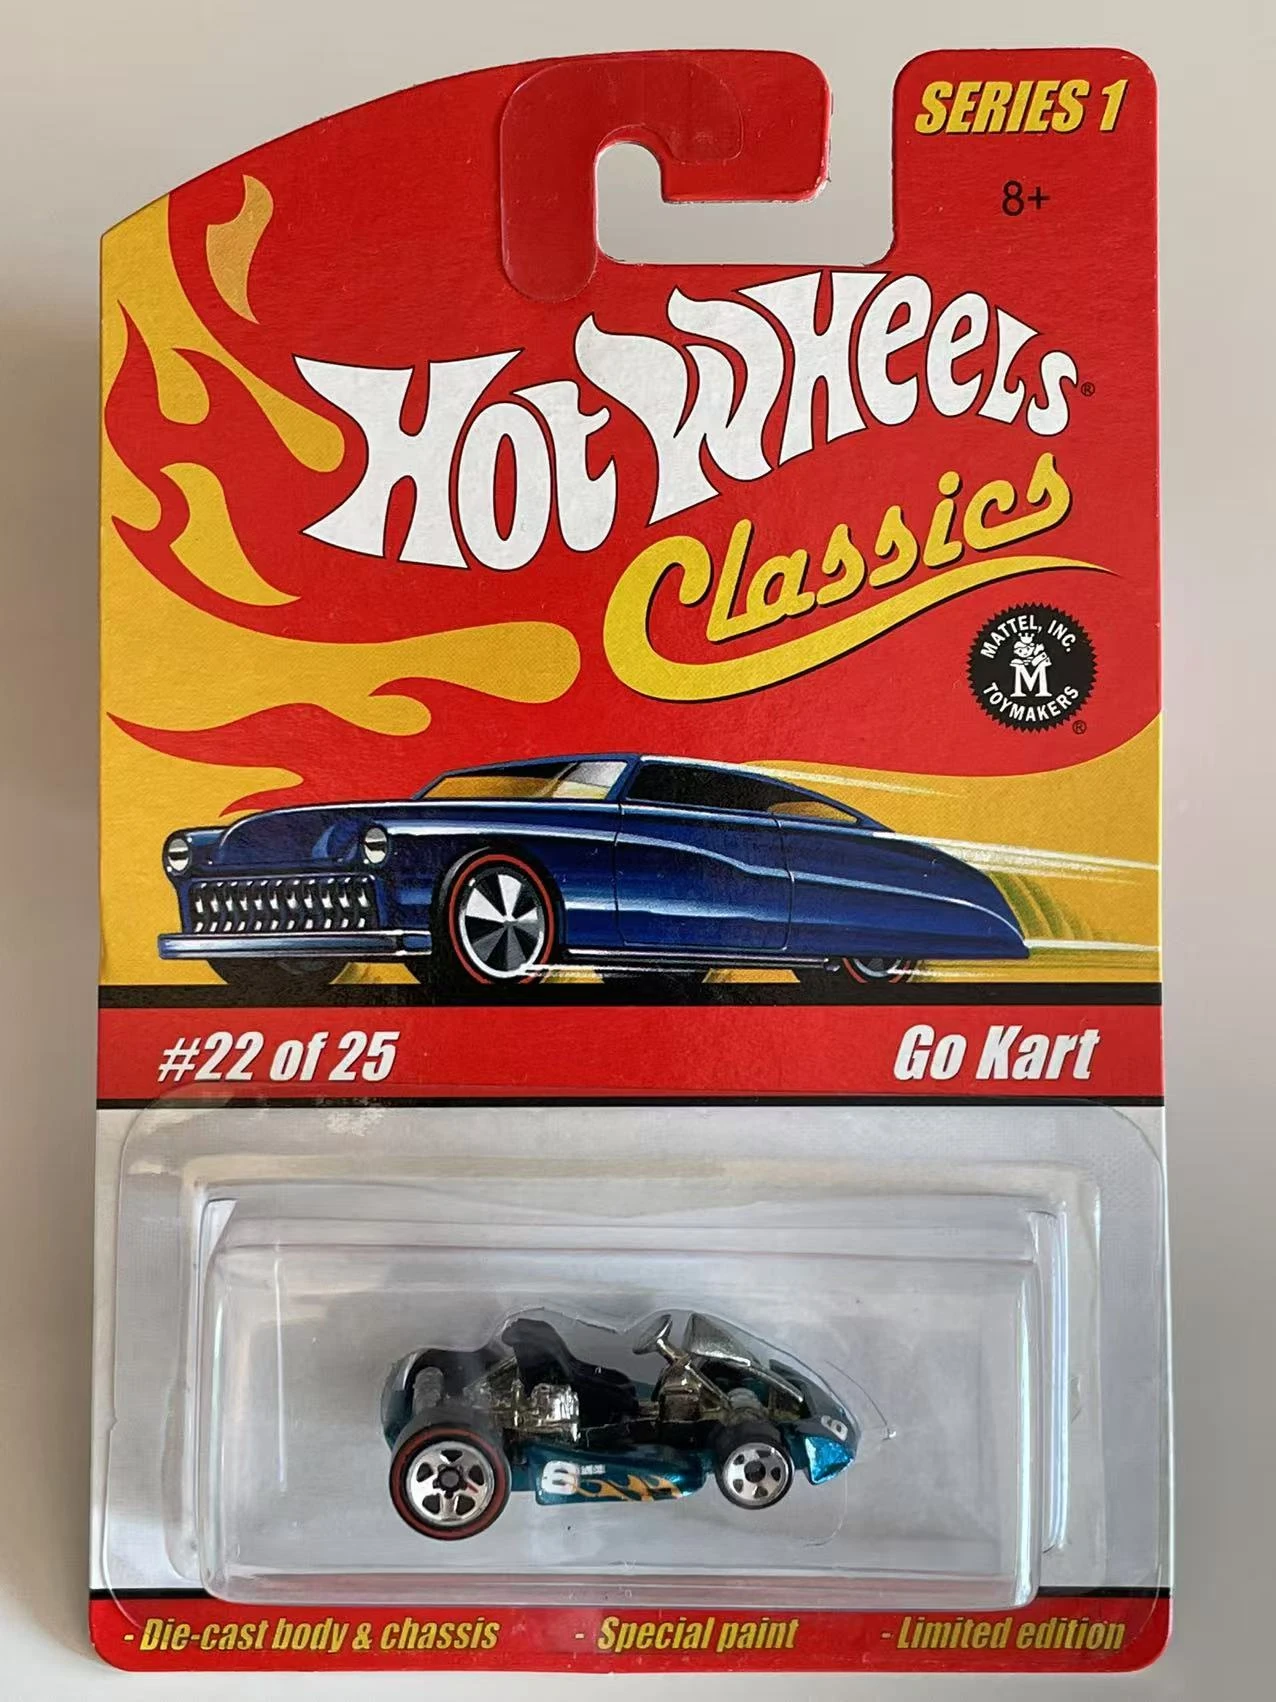 SERIES 1
8+
HOT WHEELS®
Classics
MATTEL, INC.
M
TOYMAKERS
®
#22 of 25
Go Kart
6
- Die-cast body & chassis
- Special paint
- Limited edition